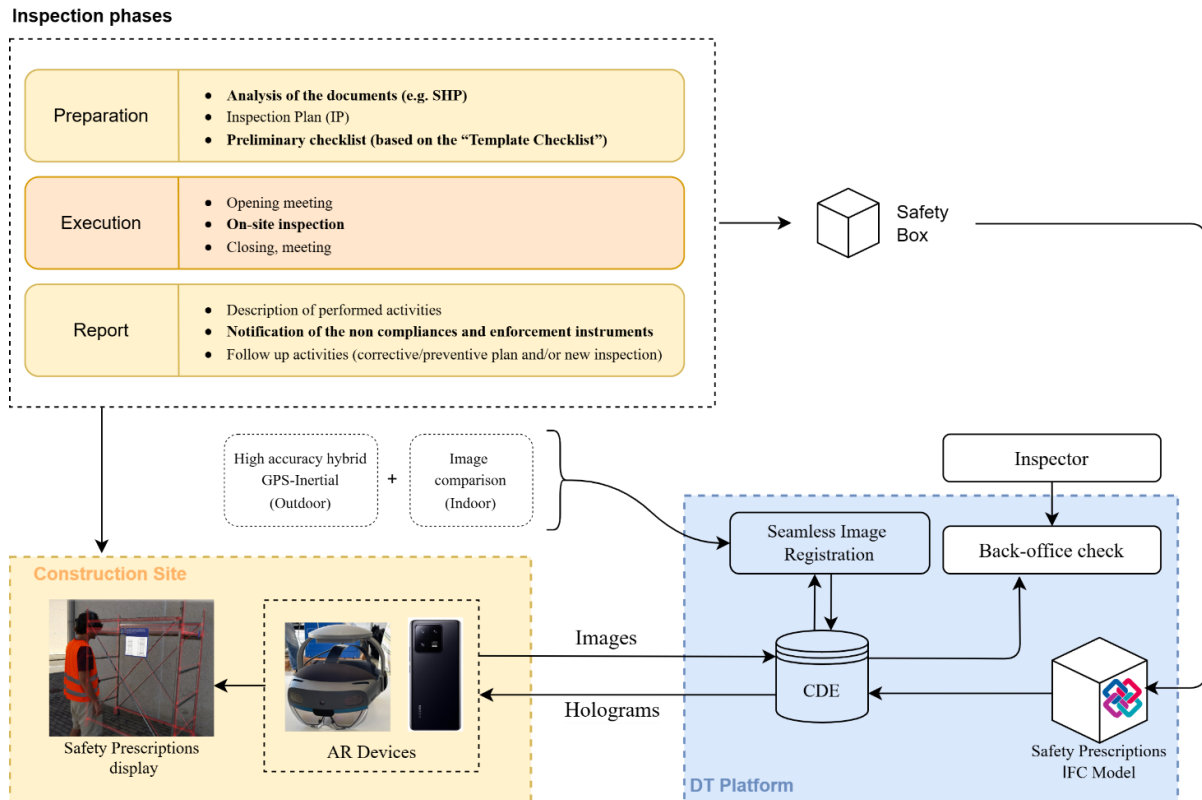 Inspection phases
Preparation
● Analysis of the documents (e.g. SHP)
● Inspection Plan (IP)
● Preliminary checklist (based on the “Template Checklist”)
Execution
● Opening meeting
● On-site inspection
● Closing, meeting
Report
● Description of performed activities
● Notification of the non compliances and enforcement instruments
● Follow up activities (corrective/preventive plan and/or new inspection)
Safety
Box
High accuracy hybrid
GPS-Inertial
(Outdoor)
+
Image
comparison
(Indoor)
Inspector
Seamless Image
Registration
Back-office check
Construction Site
Images
Holograms
CDE
AR Devices
Safety Prescriptions
display
Safety Prescriptions
IFC Model
DT Platform